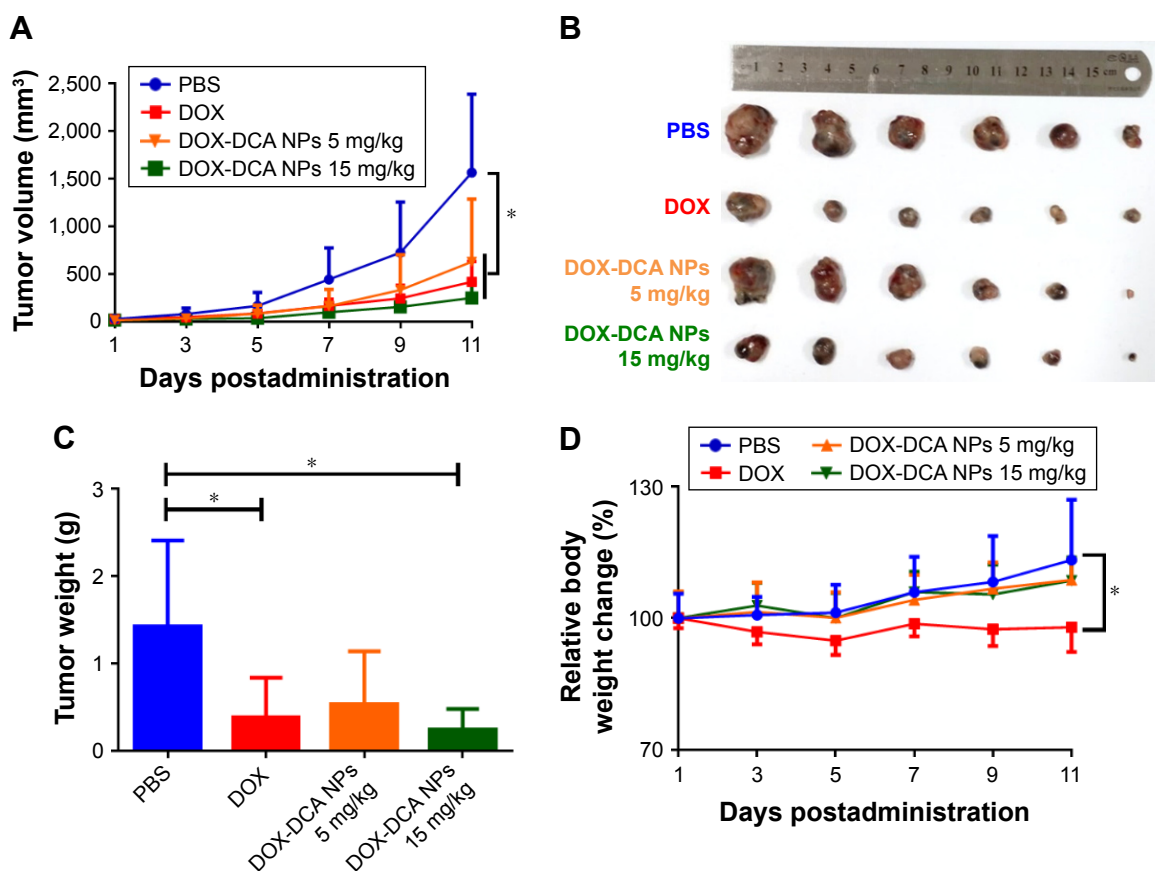 A
2,500
2,000
1,500
1,000
500
0
Tumor volume (mm³)
PBS
DOX
DOX-DCA NPs 5 mg/kg
DOX-DCA NPs 15 mg/kg
*
1 3 5 7 9 11
Days postadministration
B
cm 1 2 3 4 5 6 7 8 9 10 11 12 13 14 15 cm
PBS
DOX
DOX-DCA NPs
5 mg/kg
DOX-DCA NPs
15 mg/kg
C
3
2
1
0
Tumor weight (g)
*
*
PBS
DOX
DOX-DCA NPs
5 mg/kg
DOX-DCA NPs
15 mg/kg
D
PBS
DOX
DOX-DCA NPs 5 mg/kg
DOX-DCA NPs 15 mg/kg
130
100
70
Relative body
weight change (%)
*
1 3 5 7 9 11
Days postadministration